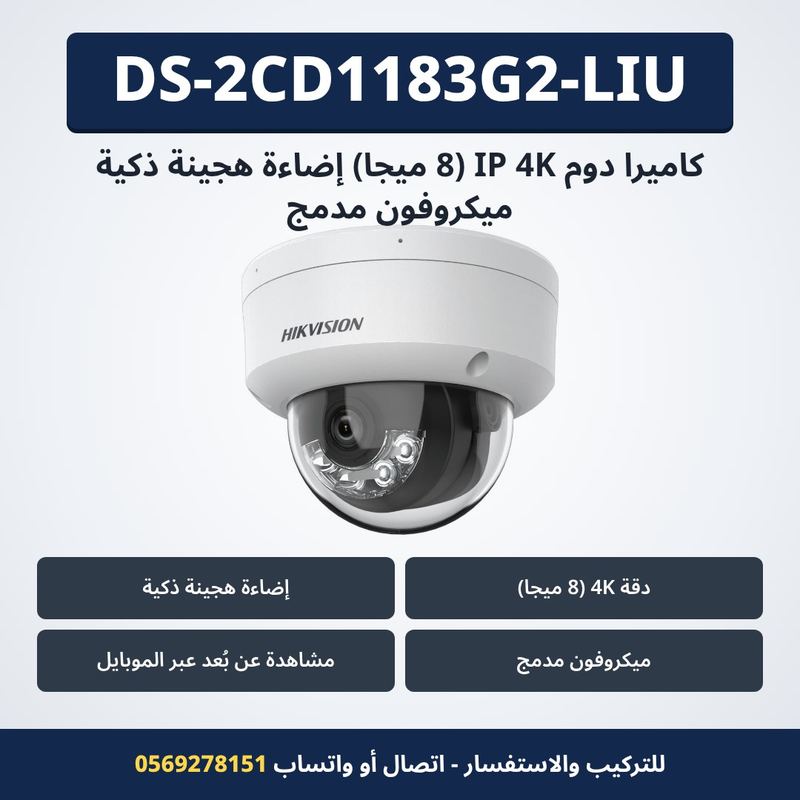 DS-2CD1183G2-LIU
كاميرا دوم IP 4K (8 ميجا) إضاءة هجينة ذكية
ميكروفون مدمج
HIKVISION
دقة 4K (8 ميجا)
إضاءة هجينة ذكية
ميكروفون مدمج
مشاهدة عن بُعد عبر الموبايل
للتركيب والاستفسار - اتصال أو واتساب 0569278151